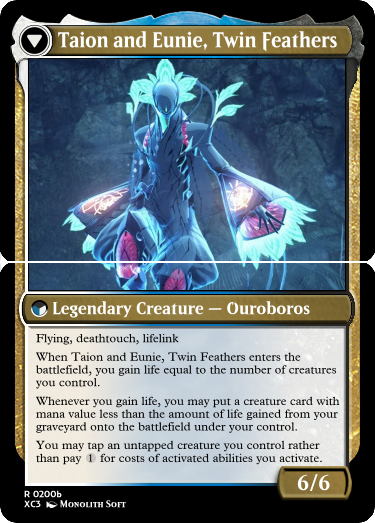 Taion and Eunie, Twin Feathers
Legendary Creature — Ouroboros
Flying, deathtouch, lifelink
When Taion and Eunie, Twin Feathers enters the
battlefield, you gain life equal to the number of creatures
you control.
Whenever you gain life, you may put a creature card with
mana value less than the amount of life gained from your
graveyard onto the battlefield under your control.
You may tap an untapped creature you control rather
than pay 1 for costs of activated abilities you activate.
6/6
R 0200b
XC3 Monolith Soft